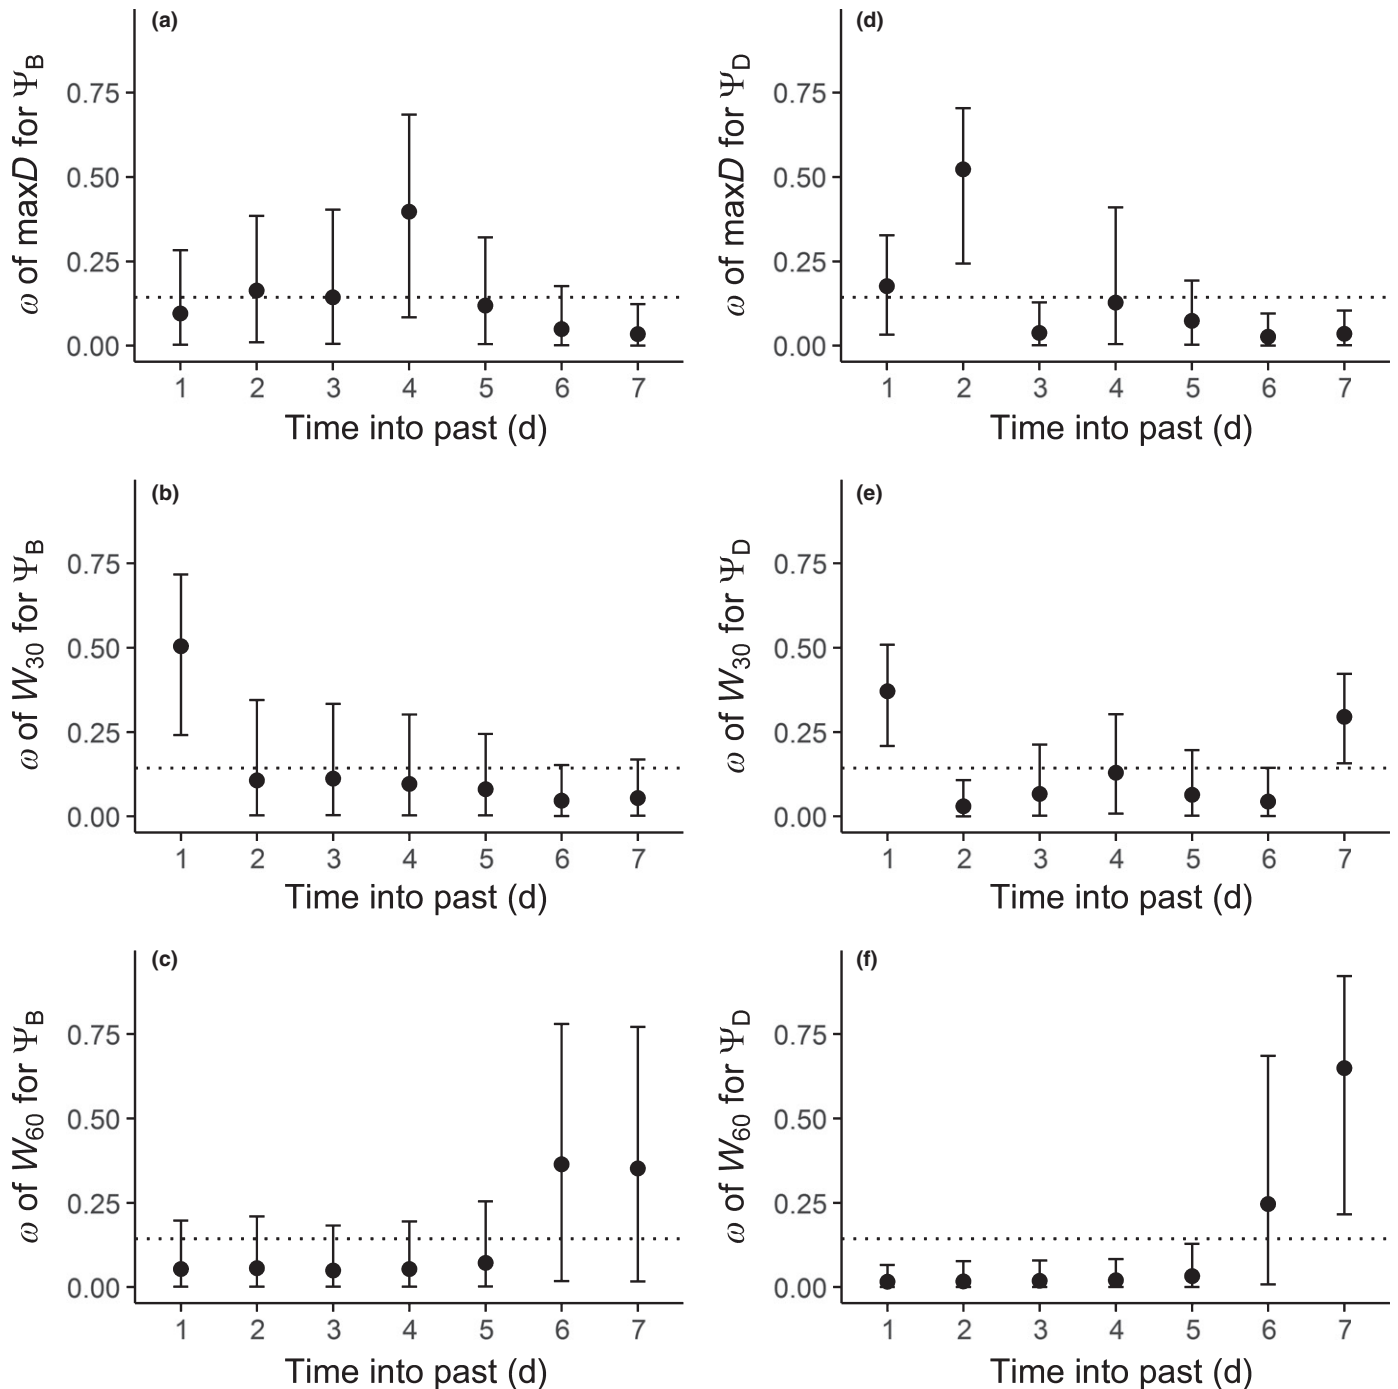 (a)
ω of maxD for Ψ_B
0.75
0.50
0.25
0.00
1 2 3 4 5 6 7
Time into past (d)
(d)
ω of maxD for Ψ_D
0.75
0.50
0.25
0.00
1 2 3 4 5 6 7
Time into past (d)
(b)
ω of W_30 for Ψ_B
0.75
0.50
0.25
0.00
1 2 3 4 5 6 7
Time into past (d)
(e)
ω of W_30 for Ψ_D
0.75
0.50
0.25
0.00
1 2 3 4 5 6 7
Time into past (d)
(c)
ω of W_60 for Ψ_B
0.75
0.50
0.25
0.00
1 2 3 4 5 6 7
Time into past (d)
(f)
ω of W_60 for Ψ_D
0.75
0.50
0.25
0.00
1 2 3 4 5 6 7
Time into past (d)